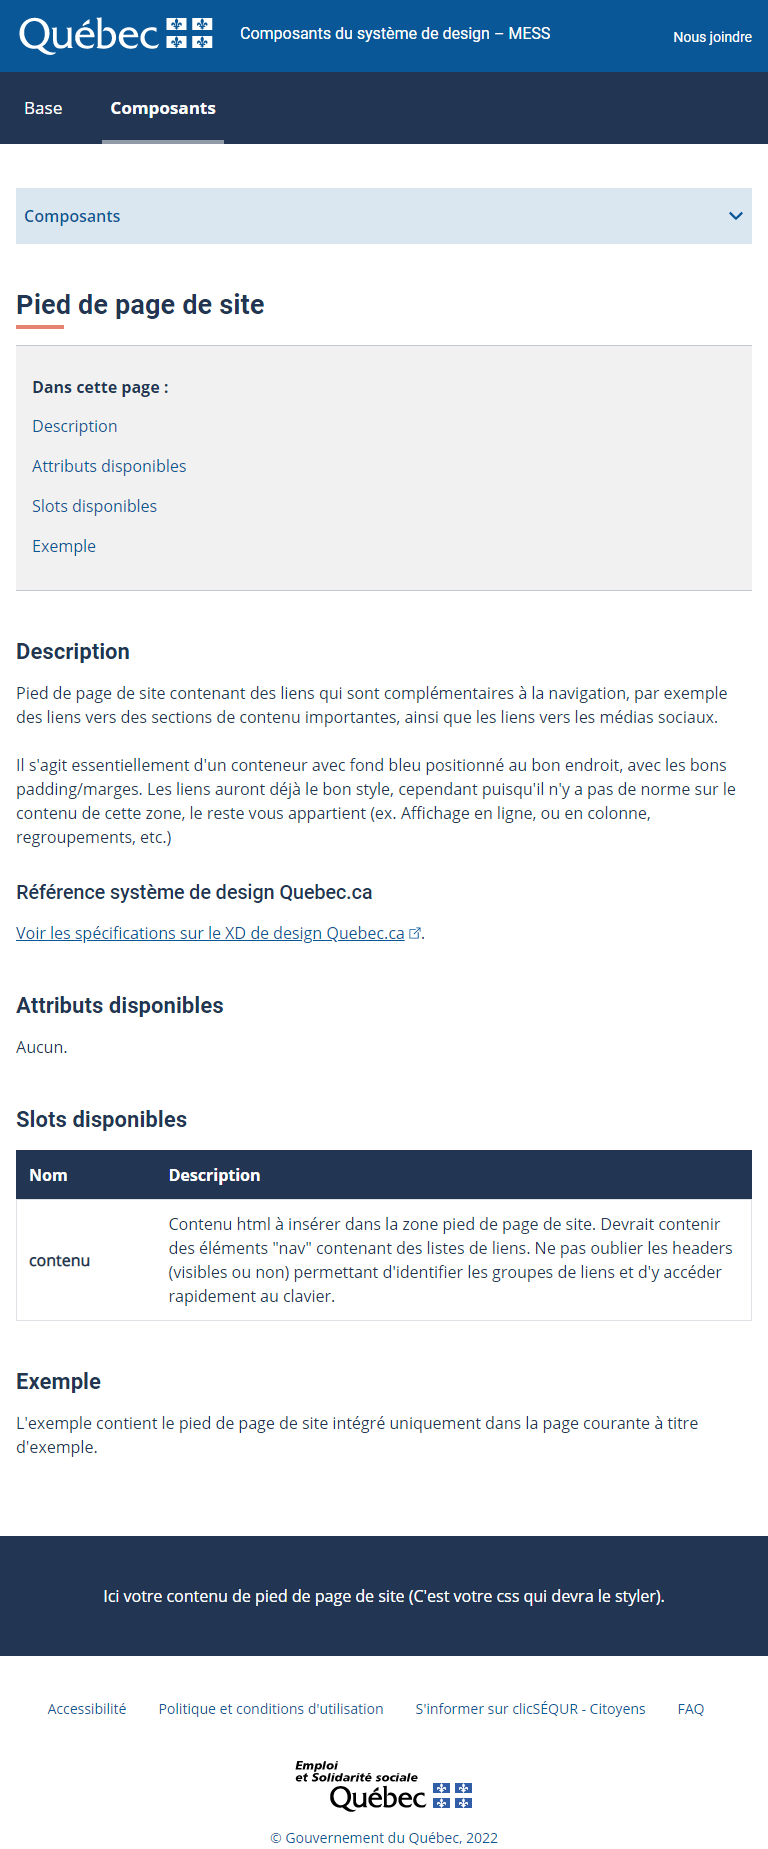 Québec
Composants du système de design – MESS
Nous joindre
Base
Composants
Composants
Pied de page de site
Dans cette page :
Description
Attributs disponibles
Slots disponibles
Exemple
Description
Pied de page de site contenant des liens qui sont complémentaires à la navigation, par exemple
des liens vers des sections de contenu importantes, ainsi que les liens vers les médias sociaux.
Il s'agit essentiellement d'un conteneur avec fond bleu positionné au bon endroit, avec les bons
padding/marges. Les liens auront déjà le bon style, cependant puisqu'il n'y a pas de norme sur le
contenu de cette zone, le reste vous appartient (ex. Affichage en ligne, ou en colonne,
regroupements, etc.)
Référence système de design Quebec.ca
Voir les spécifications sur le XD de design Quebec.ca.
Attributs disponibles
Aucun.
Slots disponibles
Nom Description
contenu
Contenu html à insérer dans la zone pied de page de site. Devrait contenir
des éléments "nav" contenant des listes de liens. Ne pas oublier les headers
(visibles ou non) permettant d'identifier les groupes de liens et d'y accéder
rapidement au clavier.
Exemple
L'exemple contient le pied de page de site intégré uniquement dans la page courante à titre
d'exemple.
Ici votre contenu de pied de page de site (C'est votre css qui devra le styler).
Accessibilité Politique et conditions d'utilisation S'informer sur clicSÉQUR - Citoyens FAQ
Emploi
et Solidarité sociale
Québec
© Gouvernement du Québec, 2022